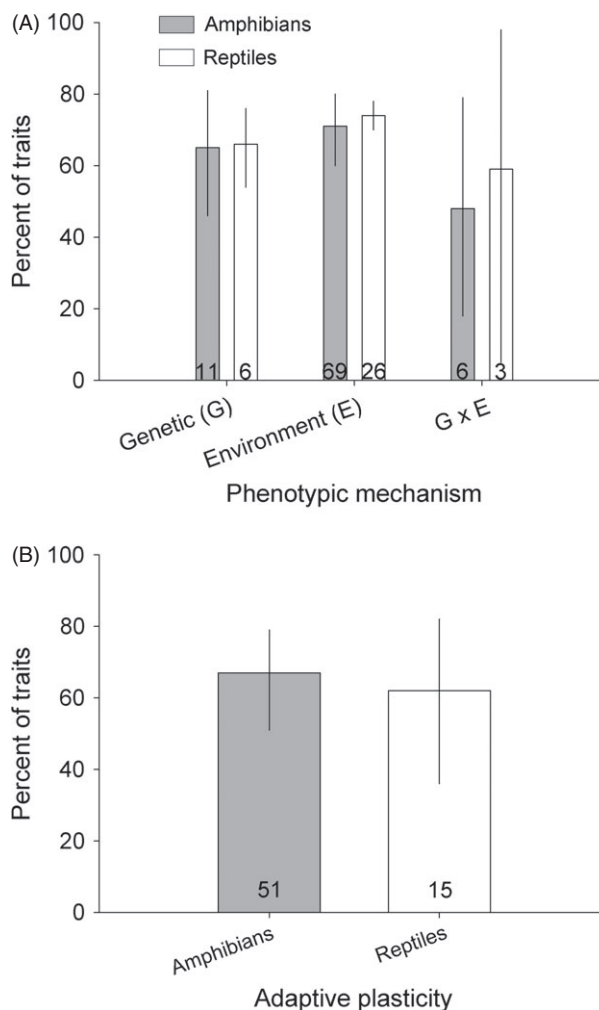 (A)
Amphibians
Reptiles
Percent of traits
100
80
60
40
20
0
11 6 69 26 6 3
Genetic (G) Environment (E) G x E
Phenotypic mechanism
(B)
Percent of traits
100
80
60
40
20
0
51 15
Amphibians Reptiles
Adaptive plasticity